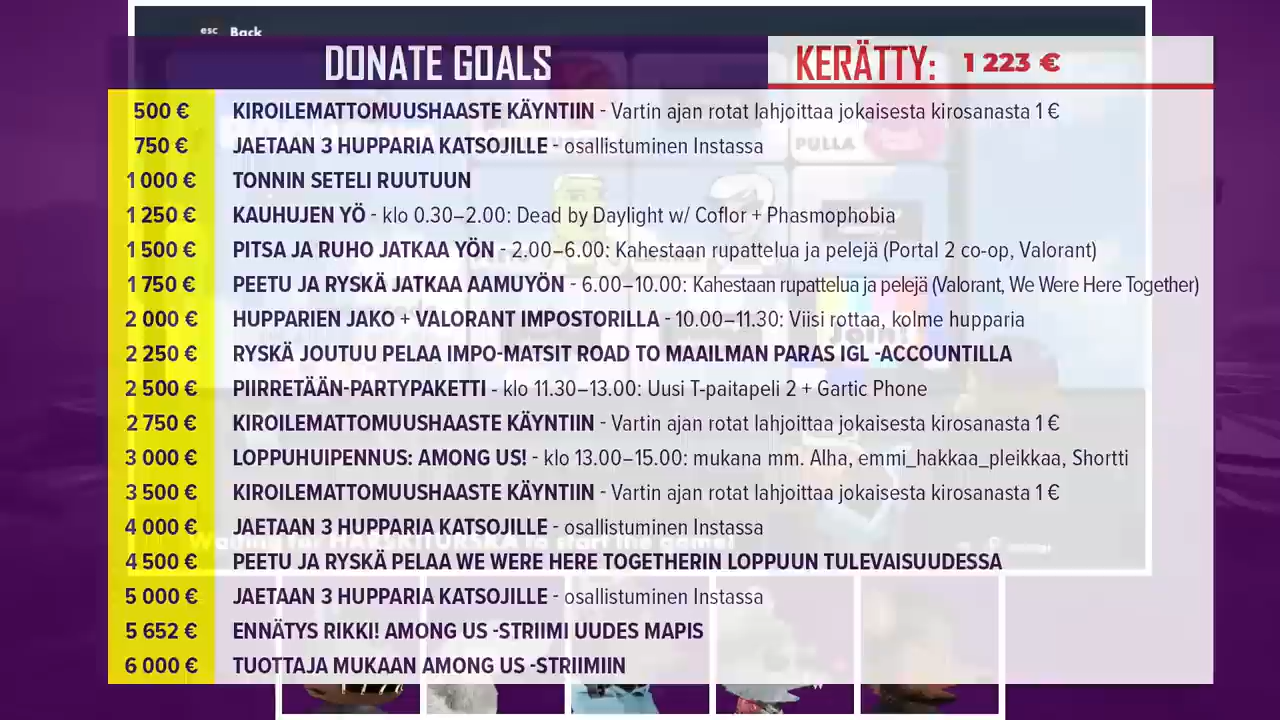 esc Back
DONATE GOALS
KERÄTTY: 1 223 €
500 € KIROILEMATTOMUUSHAASTE KÄYNTIIN - Vartin ajan rotat lahjoittaa jokaisesta kirosanasta 1 €
750 € JAETAAN 3 HUPPARIA KATSOJILLE - osallistuminen Instassa
PULLA
1 000 € TONNIN SETELI RUUTUUN
1 250 € KAUHUJEN YÖ - klo 0.30–2.00: Dead by Daylight w/ Coflor + Phasmophobia
1 500 € PITSA JA RUHO JATKAA YÖN - 2.00–6.00: Kahestaan rupattelua ja pelejä (Portal 2 co-op, Valorant)
1 750 € PEETU JA RYSKÄ JATKAA AAMUYÖN - 6.00–10.00: Kahestaan rupattelua ja pelejä (Valorant, We Were Here Together)
2 000 € HUPPARIEN JAKO + VALORANT IMPOSTORILLA - 10.00–11.30: Viisi rottaa, kolme hupparia
Join!
2 250 € RYSKÄ JOUTUU PELAA IMPO-MATSIT ROAD TO MAAILMAN PARAS IGL -ACCOUNTILLA
2 500 € PIIRRETÄÄN-PARTYPAKETTI - klo 11.30–13.00: Uusi T-paitapeli 2 + Gartic Phone
2 750 € KIROILEMATTOMUUSHAASTE KÄYNTIIN - Vartin ajan rotat lahjoittaa jokaisesta kirosanasta 1 €
3 000 € LOPPUHUIPENNUS: AMONG US! - klo 13.00–15.00: mukana mm. Alha, emmi_hakkaa_pleikkaa, Shortti
3 500 € KIROILEMATTOMUUSHAASTE KÄYNTIIN - Vartin ajan rotat lahjoittaa jokaisesta kirosanasta 1 €
4 000 € JAETAAN 3 HUPPARIA KATSOJILLE - osallistuminen Instassa
Waiting for HARSKITURSKA to start the game!
4 500 € PEETU JA RYSKÄ PELAA WE WERE HERE TOGETHERIN LOPPUUN TULEVAISUUDESSA
5 000 € JAETAAN 3 HUPPARIA KATSOJILLE - osallistuminen Instassa
5 652 € ENNÄTYS RIKKI! AMONG US -STRIIMI UUDES MAPIS
6 000 € TUOTTAJA MUKAAN AMONG US -STRIIMIIN